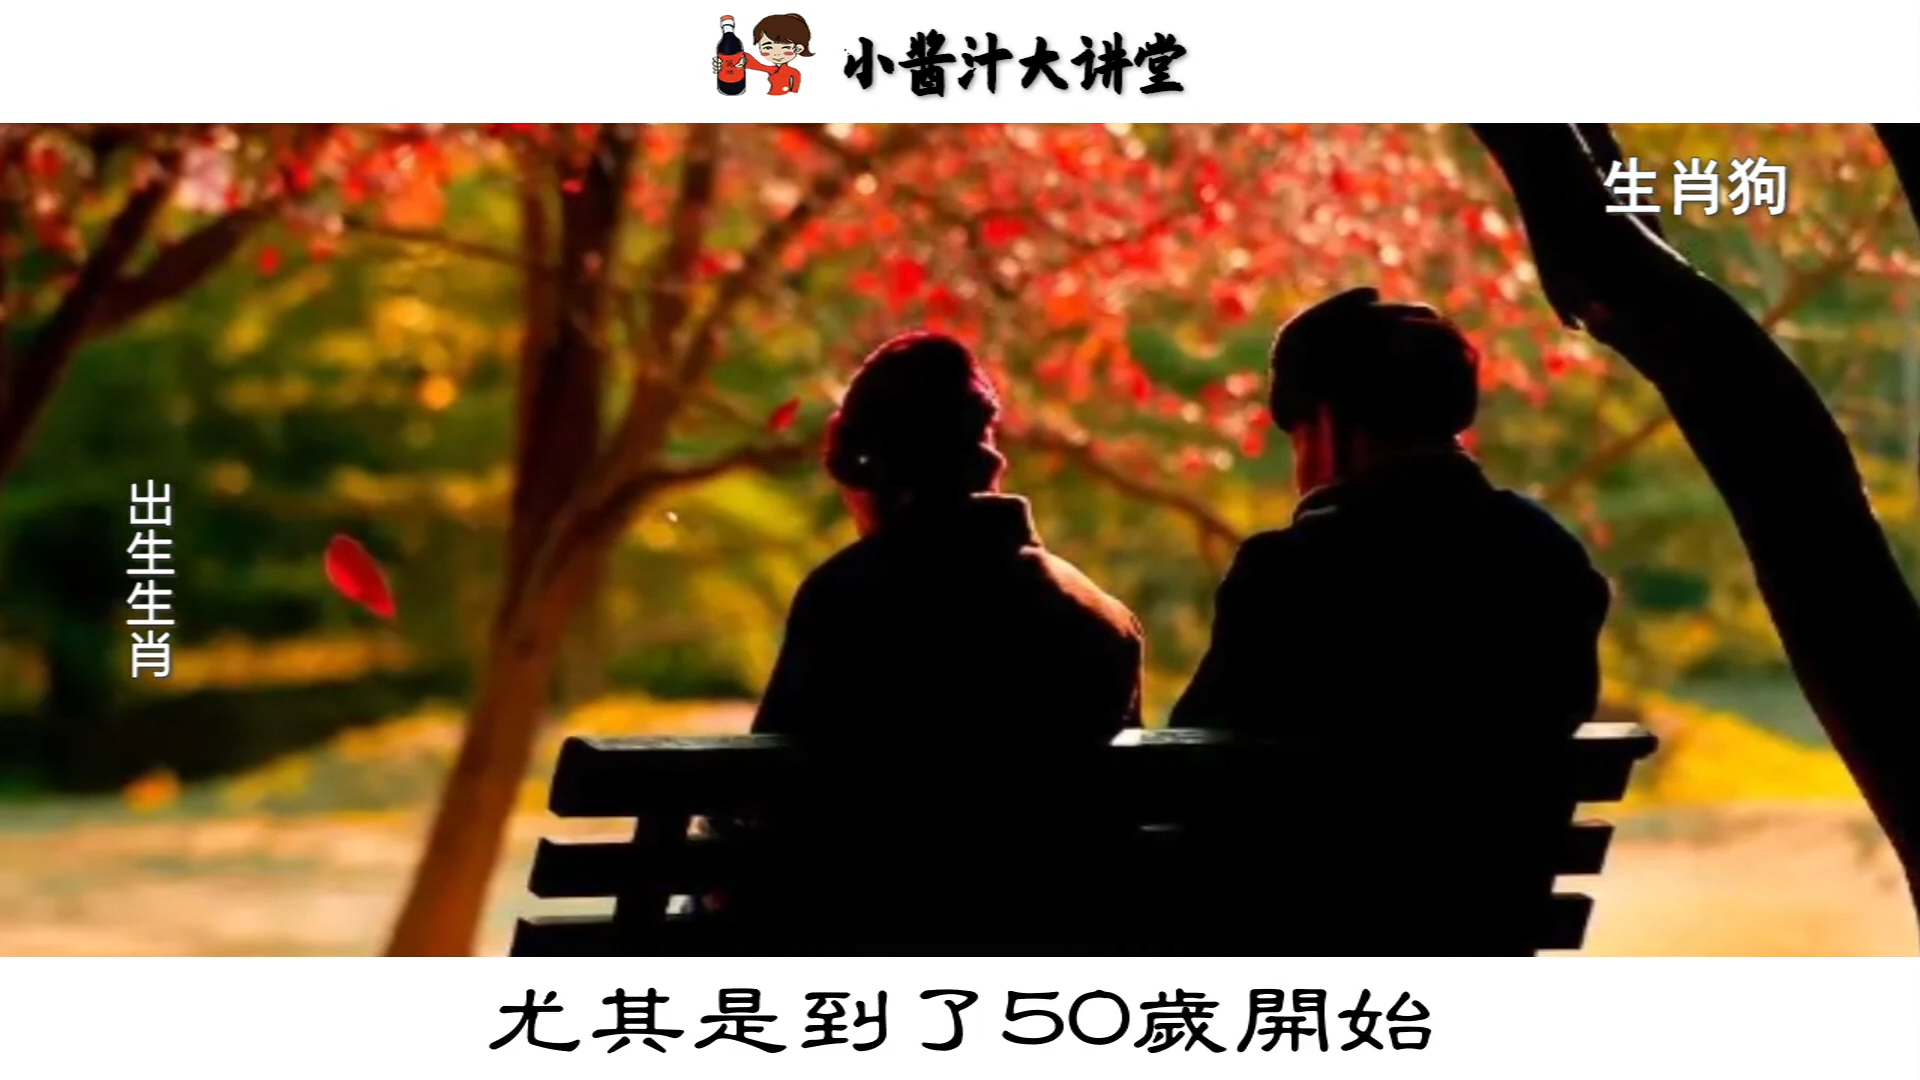 小酱汁大讲堂
生肖狗
出生生肖
尤其是到了50歲開始